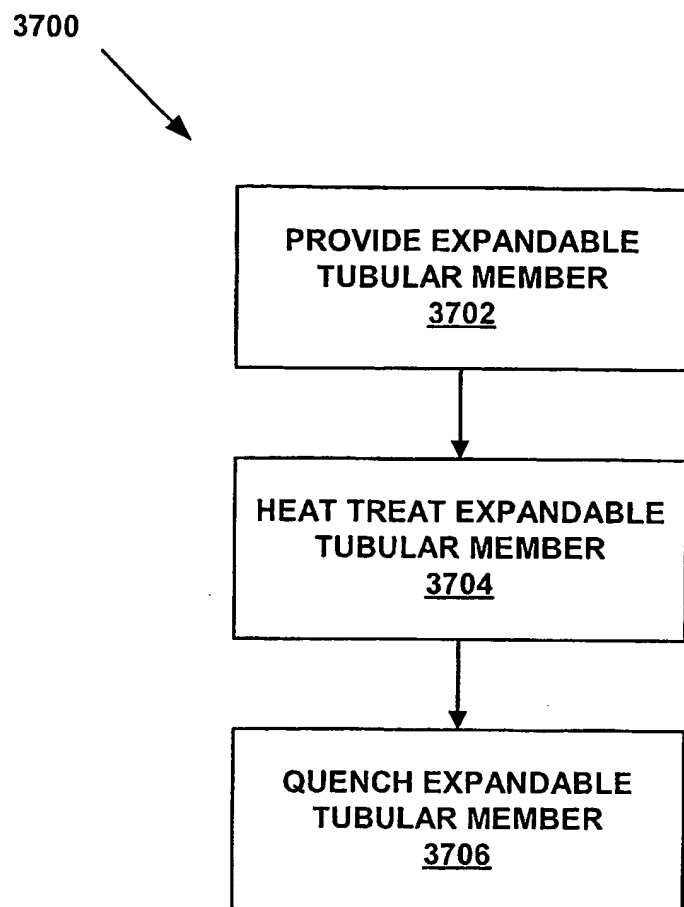 3700
PROVIDE EXPANDABLE
TUBULAR MEMBER
3702
HEAT TREAT EXPANDABLE
TUBULAR MEMBER
3704
QUENCH EXPANDABLE
TUBULAR MEMBER
3706